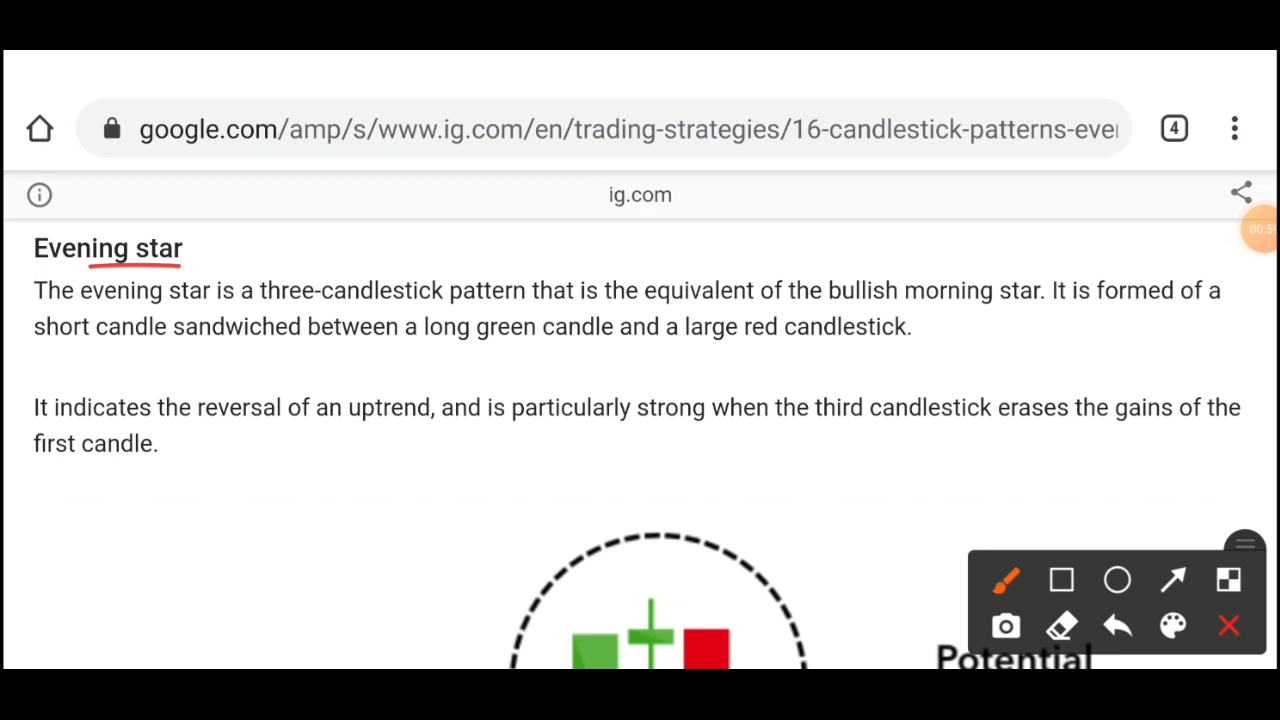 google.com/amp/s/www.ig.com/en/trading-strategies/16-candlestick-patterns-eve
4
ig.com
00:5
Evening star
The evening star is a three-candlestick pattern that is the equivalent of the bullish morning star. It is formed of a
short candle sandwiched between a long green candle and a large red candlestick.
It indicates the reversal of an uptrend, and is particularly strong when the third candlestick erases the gains of the
first candle.
Potential